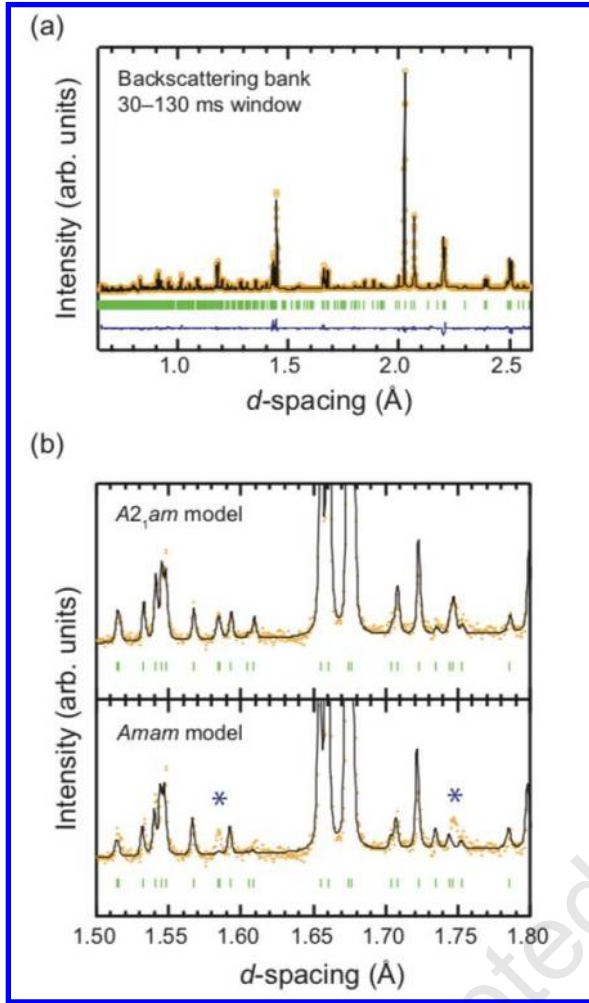 (a)
Backscattering bank
30–130 ms window
Intensity (arb. units)
1.0 1.5 2.0 2.5
d-spacing (Å)
(b)
A2₁am model
Amam model
*
*
Intensity (arb. units)
1.50 1.55 1.60 1.65 1.70 1.75 1.80
d-spacing (Å)